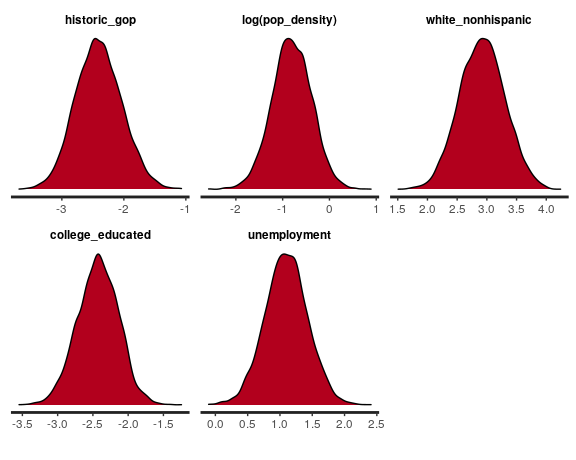 historic_gop log(pop_density) white_nonhispanic
-3 -2 -1 -2 -1 0 1 1.5 2.0 2.5 3.0 3.5 4.0
college_educated unemployment
-3.5 -3.0 -2.5 -2.0 -1.5 0.0 0.5 1.0 1.5 2.0 2.5